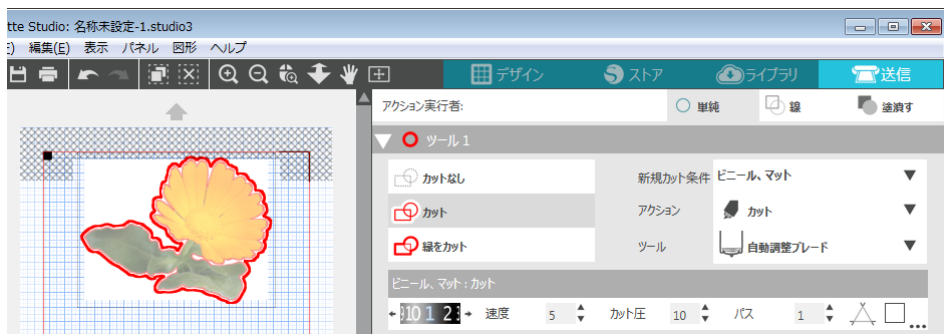 tte Studio: 名称未設定-1.studio3
E) 編集(E) 表示 パネル 図形 ヘルプ
デザイン ストア ライブラリ 送信
アクション実行者: 単純 線 塗潰す
ツール 1
カットなし 新規カット条件 ビニール、マット
カット アクション カット
縁をカット ツール 自動調整ブレード
ビニール、マット : カット
10 1 2 速度 5 カット圧 10 パス 1 ...